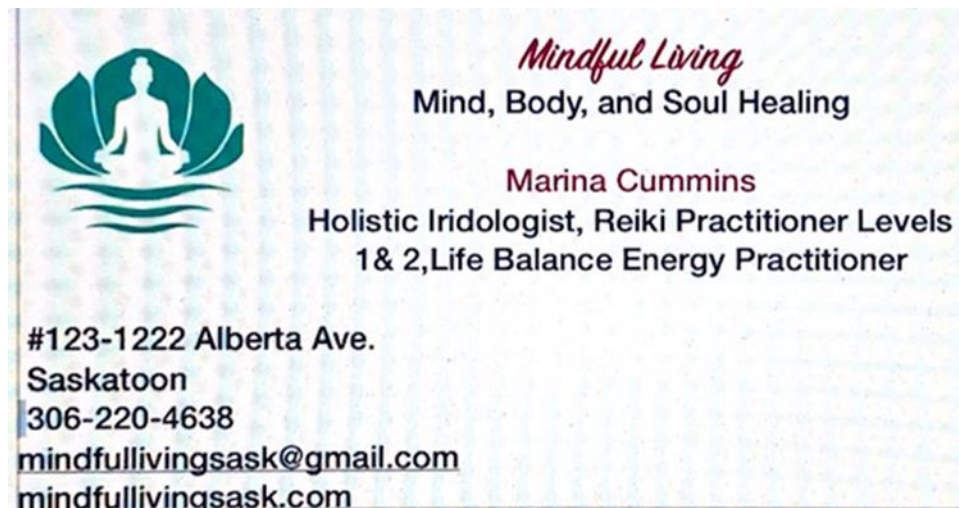 Mindful Living
Mind, Body, and Soul Healing
Marina Cummins
Holistic Iridologist, Reiki Practitioner Levels
1& 2,Life Balance Energy Practitioner
#123-1222 Alberta Ave.
Saskatoon
306-220-4638
mindfullivingsask@gmail.com
mindfullivingsask.com